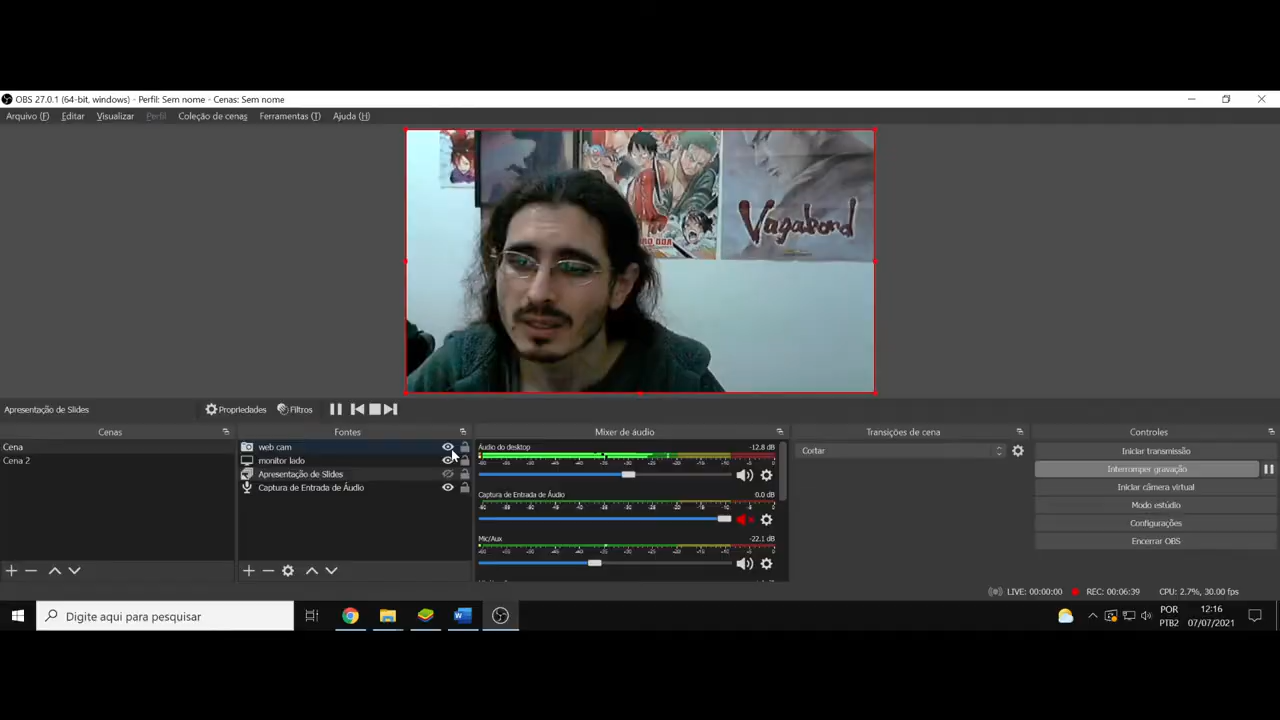 OBS 27.0.1 (64-bit, windows) - Perfil: Sem nome - Cenas: Sem nome
Arquivo (F) Editar Visualizar Perfil Coleção de cenas Ferramentas (T) Ajuda (H)
Vagabond
Apresentação de Slides Propriedades Filtros
Cenas Fontes Mixer de áudio Transições de cena Controles
Cena
Cena 2
web cam
monitor lado
Apresentação de Slides
Captura de Entrada de Áudio
Áudio do desktop -12.8 dB
Captura de Entrada de Áudio 0.0 dB
Mic/Aux -22.1 dB
Cortar
Iniciar transmissão
Interromper gravação
Iniciar câmera virtual
Modo estúdio
Configurações
Encerrar OBS
LIVE: 00:00:00 REC: 00:06:39 CPU: 2.7%, 30.00 fps
Digite aqui para pesquisar
POR
PTB2
12:16
07/07/2021